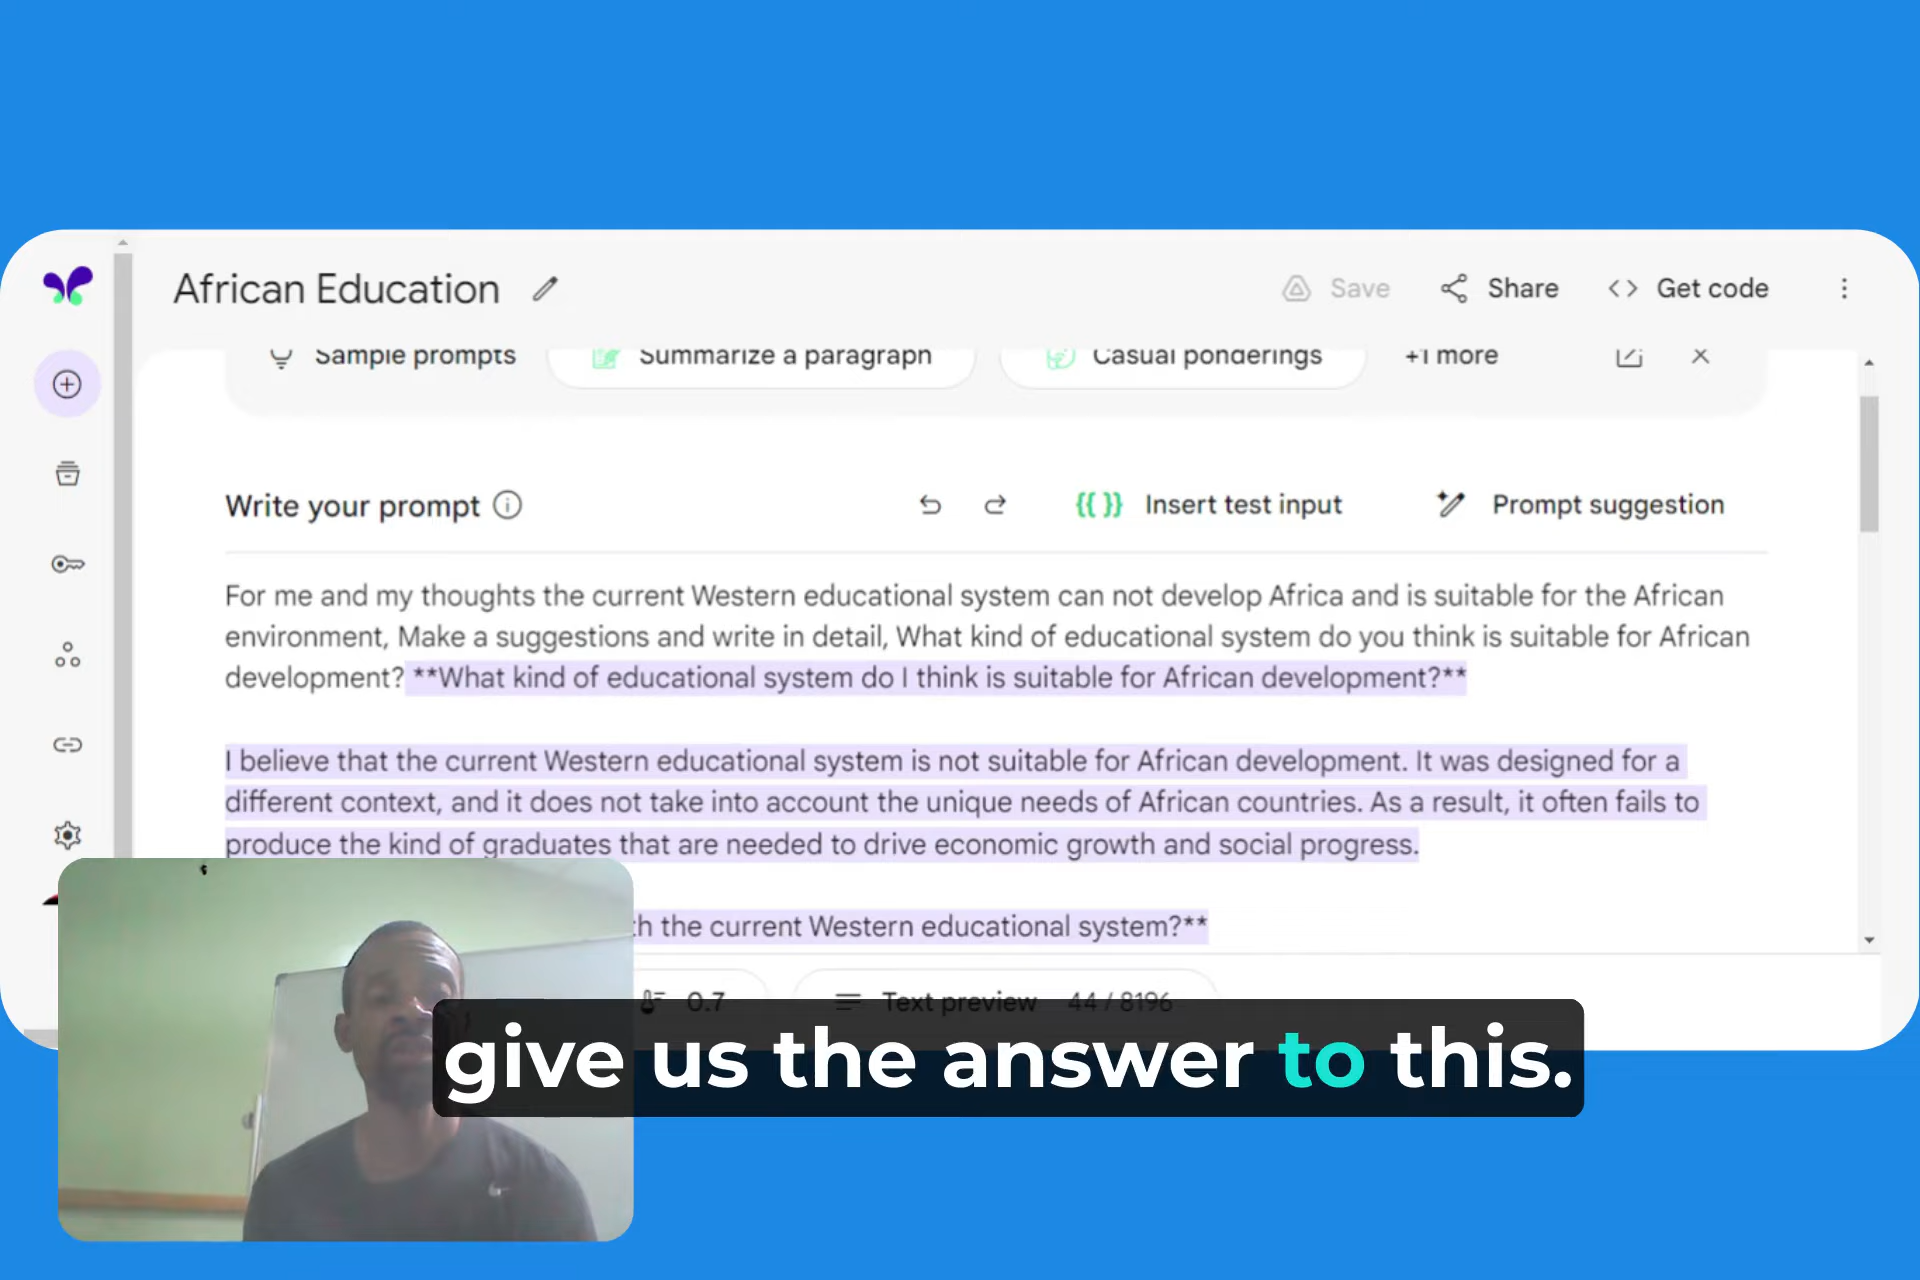 African Education
Save
Share
<> Get code
Sample prompts
Summarize a paragraph
Casual ponderings
+1 more
Write your prompt
{{ }} Insert test input
Prompt suggestion
For me and my thoughts the current Western educational system can not develop Africa and is suitable for the African
environment, Make a suggestions and write in detail, What kind of educational system do you think is suitable for African
development? **What kind of educational system do I think is suitable for African development?**
I believe that the current Western educational system is not suitable for African development. It was designed for a
different context, and it does not take into account the unique needs of African countries. As a result, it often fails to
produce the kind of graduates that are needed to drive economic growth and social progress.
the current Western educational system?**
0.7
Text preview 44 / 8196
give us the answer to this.